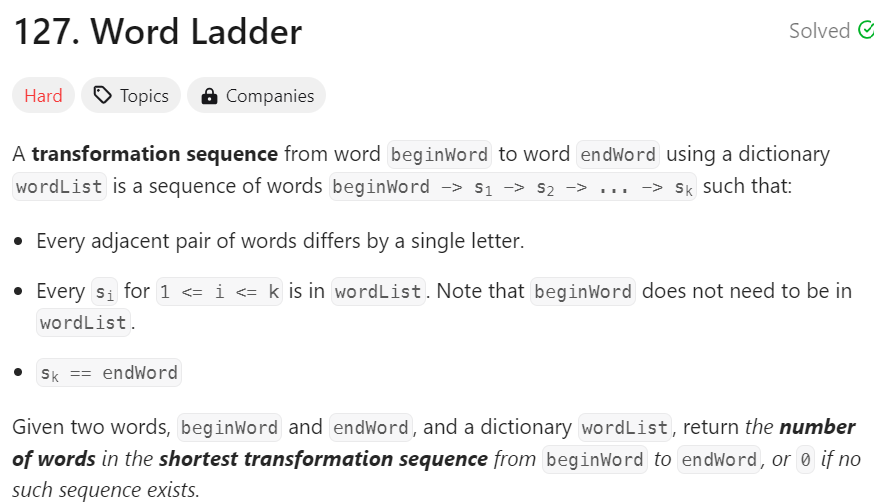 127. Word Ladder
Solved
Hard
Topics
Companies
A transformation sequence from word beginWord to word endWord using a dictionary
wordList is a sequence of words beginWord -> s1 -> s2 -> ... -> sk such that:
• Every adjacent pair of words differs by a single letter.
• Every si for 1 <= i <= k is in wordList. Note that beginWord does not need to be in
wordList.
• sk == endWord
Given two words, beginWord and endWord, and a dictionary wordList, return the number
of words in the shortest transformation sequence from beginWord to endWord, or 0 if no
such sequence exists.